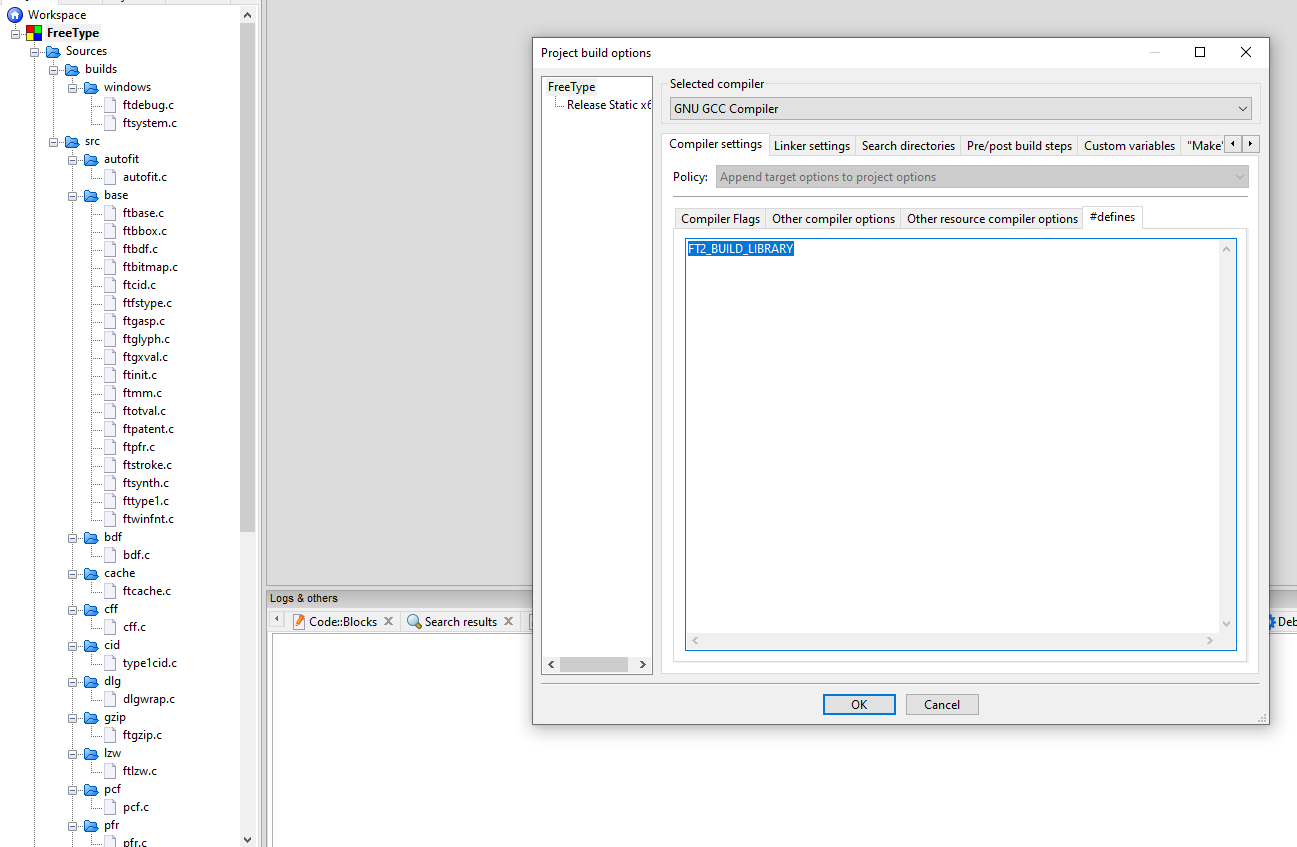 Workspace
FreeType
Sources
builds
windows
ftdebug.c
ftsystem.c
src
autofit
autofit.c
base
ftbase.c
ftbbox.c
ftbdf.c
ftbitmap.c
ftcid.c
ftfstype.c
ftgasp.c
ftglyph.c
ftgxval.c
ftinit.c
ftmm.c
ftotval.c
ftpatent.c
ftpfr.c
ftstroke.c
ftsynth.c
fttype1.c
ftwinfnt.c
bdf
bdf.c
cache
ftcache.c
cff
cff.c
cid
type1cid.c
dlg
dlgwrap.c
gzip
ftgzip.c
lzw
ftlzw.c
pcf
pcf.c
pfr
pfr.c
Project build options
FreeType
Release Static x6
Selected compiler
GNU GCC Compiler
Compiler settings Linker settings Search directories Pre/post build steps Custom variables "Make"
Policy: Append target options to project options
Compiler Flags Other compiler options Other resource compiler options #defines
FT2_BUILD_LIBRARY
OK Cancel
Logs & others
Code::Blocks Search results Deb